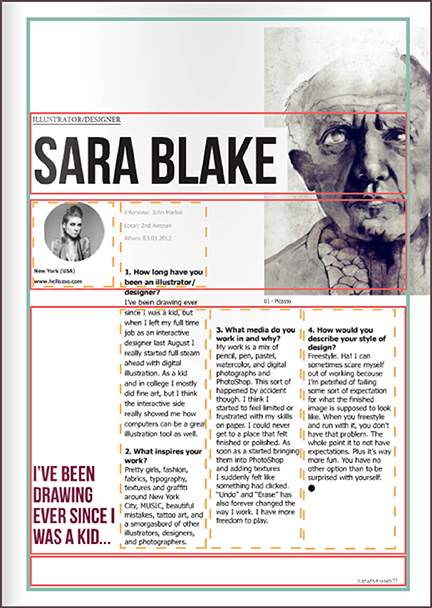 ILLUSTRATOR/DESIGNER
SARA BLAKE
New York (USA)
www.hellozso.com
Interview: John Markel
Local: 2nd Avenue
When: 03.03.2012
1. How long have you
been an illustrator/
designer?
I've been drawing ever
since I was a kid, but
when I left my full time
job as an interactive
designer last August I
really started full steam
ahead with digital
illustration. As a kid
and in college I mostly
did fine art, but I think
the interactive side
really showed me how
computers can be a great
illustration tool as well.
2. What inspires your
work?
Pretty girls, fashion,
fabrics, typography,
textures and graffiti
around New York
City, MUSIC, beautiful
mistakes, tattoo art, and
a smorgasbord of other
illustrators, designers,
and photographers.
I'VE BEEN
DRAWING
EVER SINCE I
WAS A KID...
01 - Picasso
3. What media do you
work in and why?
My work is a mix of
pencil, pen, pastel,
watercolor, and digital
photographs and
PhotoShop. This sort of
happened by accident
though. I think I
started to feel limited or
frustrated with my skills
on paper. I could never
get to a place that felt
finished or polished. As
soon as a started bringing
them into PhotoShop
and adding textures
I suddenly felt like
something had clicked.
"Undo" and "Erase" has
also forever changed the
way I work. I have more
freedom to play.
4. How would you
describe your style of
design?
Freestyle. Ha! I can
sometimes scare myself
out of working because
I'm petrified of failing
some sort of expectation
for what the finished
image is supposed to look
like. When you freestyle
and run with it, you don't
have that problem. The
whole point it to not have
expectations. Plus it's way
more fun. You have no
other option than to be
surprised with yourself.
CREATIVE MIND